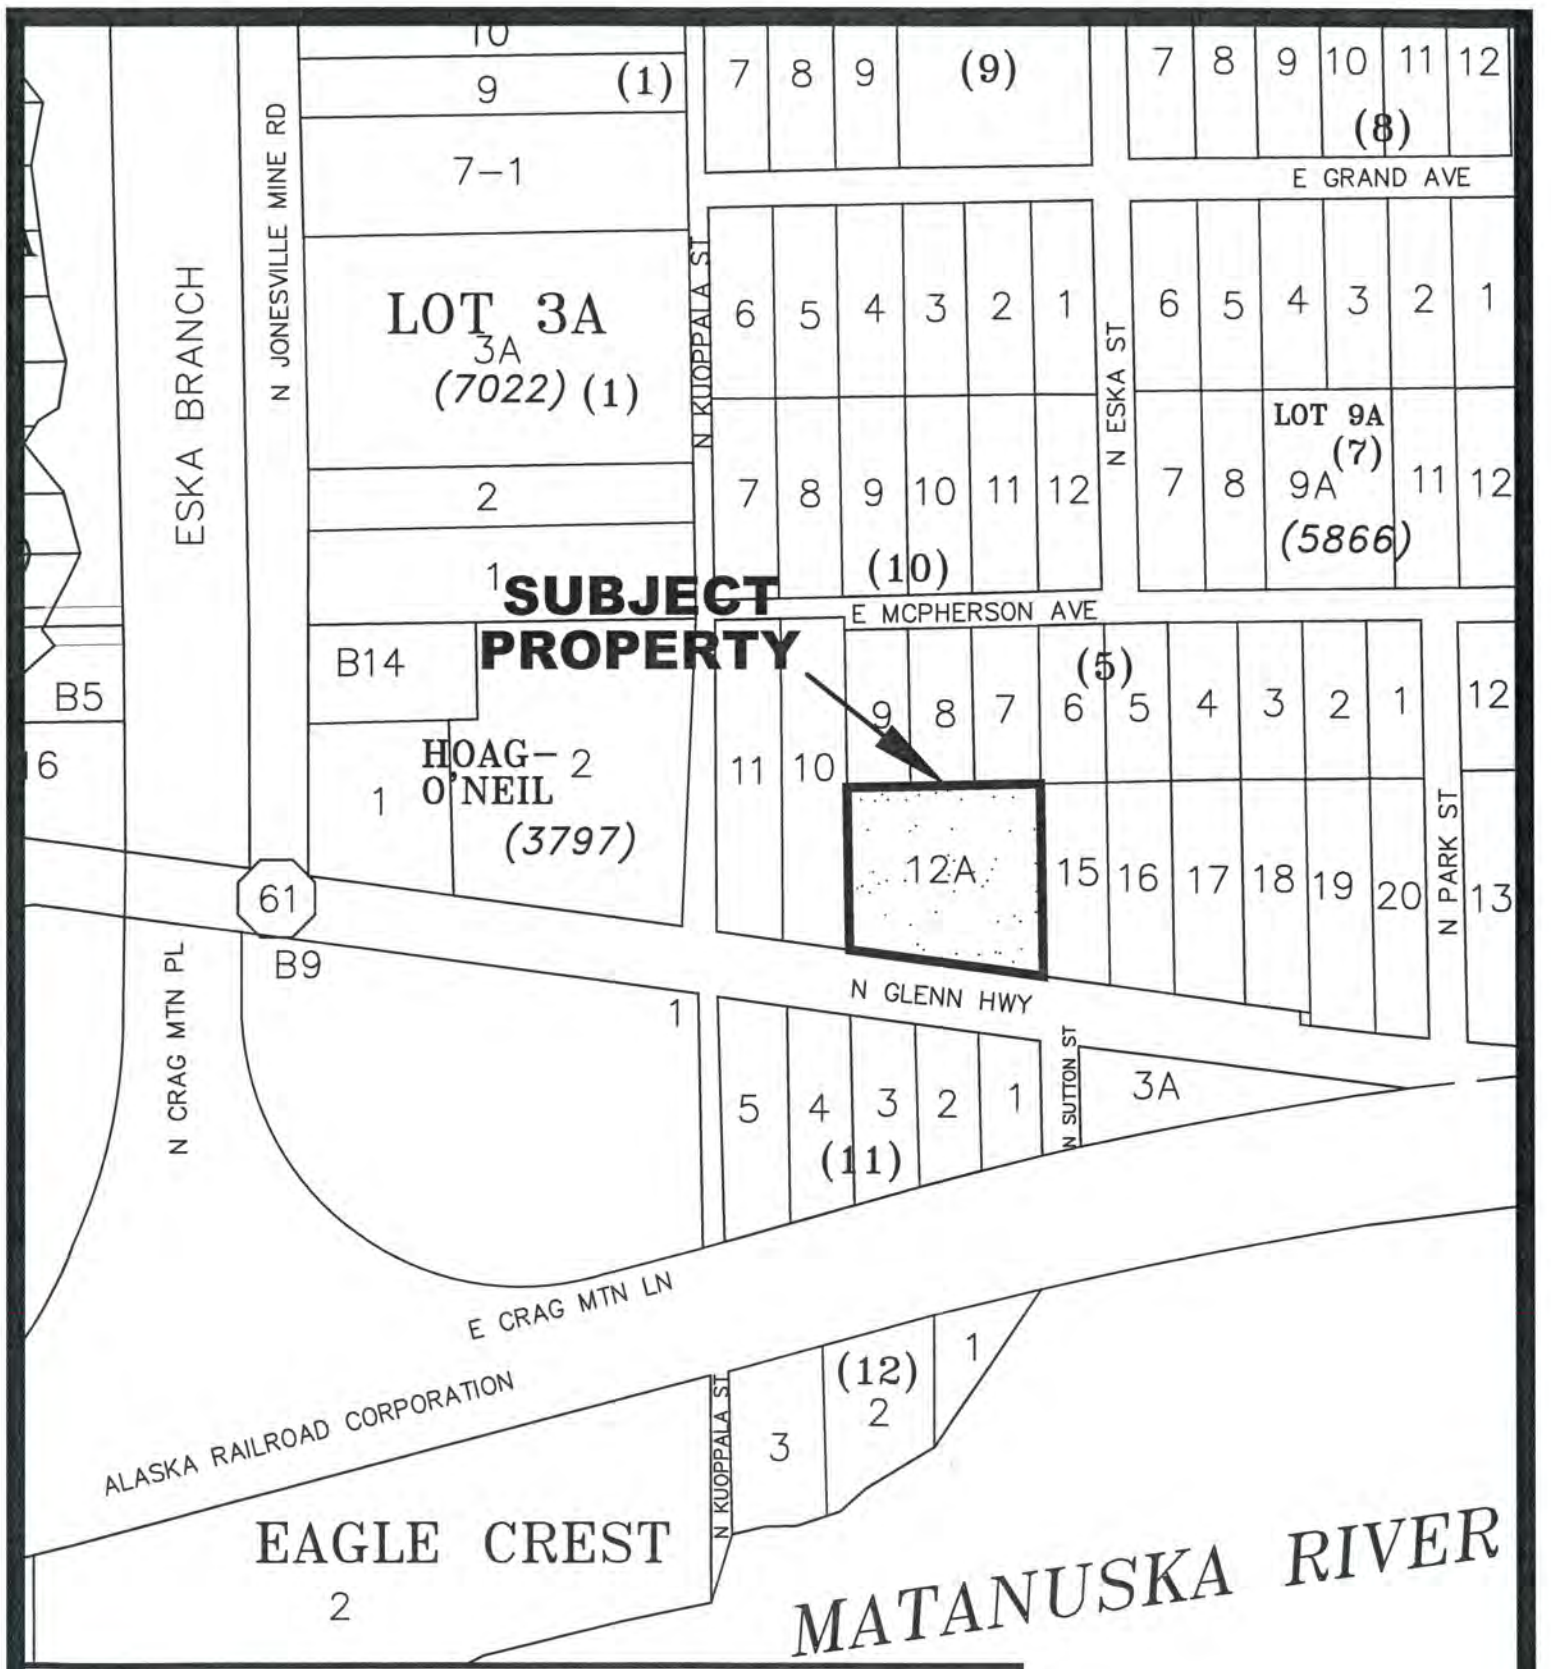 10
9 (1)
7 8 9 (9)
7 8 9 10 11 12
(8)
7-1
E GRAND AVE
N JONESVILLE MINE RD
ESKA BRANCH
LOT 3A
3A
(7022) (1)
N KUOPPALA ST
6 5 4 3 2 1
N ESKA ST
6 5 4 3 2 1
LOT 9A
(7)
2
7 8 9 10 11 12
7 8 9A 11 12
(5866)
(10)
1
SUBJECT
PROPERTY
E MCPHERSON AVE
B14
B5
(5)
9 8 7 6 5 4 3 2 1
12
16
HOAG-
O'NEIL
2
1
(3797)
11 10
12A
15 16 17 18 19 20
N PARK ST
13
61
B9
N CRAG MTN PL
1
N GLENN HWY
N SUTTON ST
3A
5 4 3 2 1
(11)
E CRAG MTN LN
ALASKA RAILROAD CORPORATION
N KUOPPALA ST
(12)
3 2 1
EAGLE CREST
2
MATANUSKA RIVER